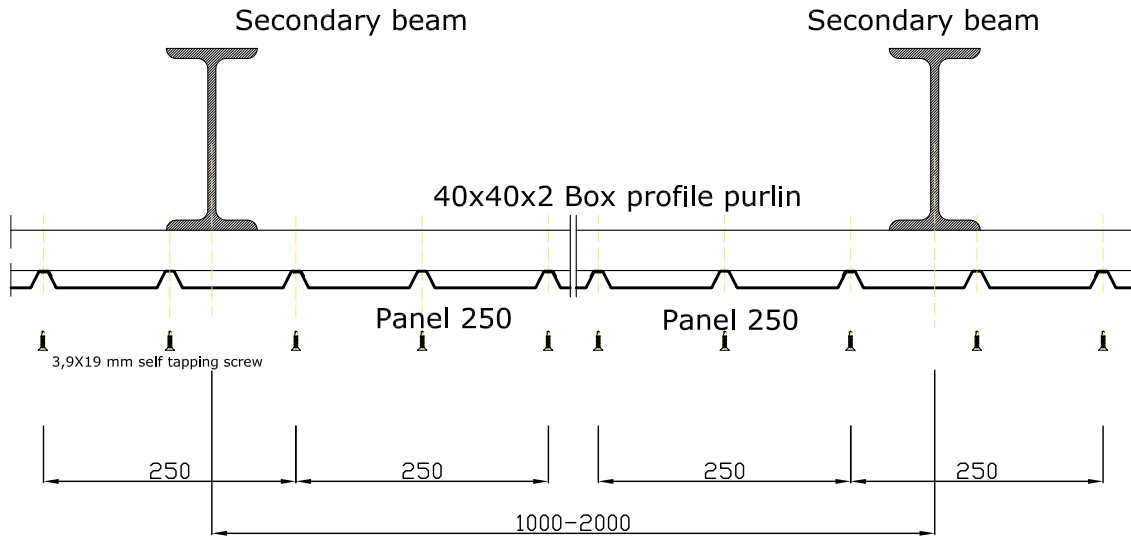 Secondary beam
Secondary beam
40x40x2 Box profile purlin
Panel 250
Panel 250
3,9X19 mm self tapping screw
250
250
250
250
1000-2000